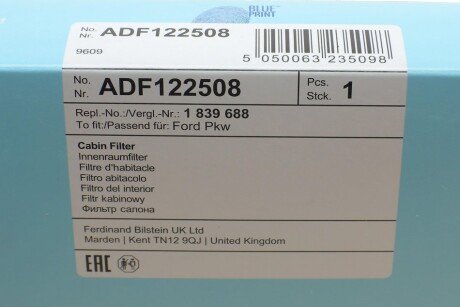 BLUE
PRINT
No.
Nr. ADF122508
9609
5 050063 235098
No.
Nr. ADF122508
Pcs.
Stck. 1
Repl.-No.:/Vergl.-Nr.: 1 839 688
To fit:/Passend für: Ford Pkw
Cabin Filter
Innenraumfilter
Filtre d'habitacle
Filtro abitacolo
Filtro del interior
Filtr kabinowy
Фильтр салона
Ferdinand Bilstein UK Ltd
Marden | Kent TN12 9QJ | United Kingdom
EAC